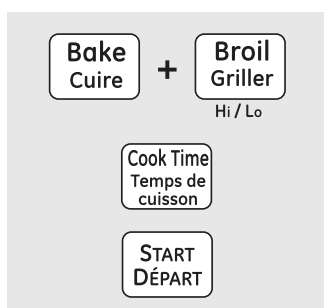 Bake + Broil
Cuire Griller
Hi / Lo
Cook Time
Temps de
cuisson
START
DÉPART